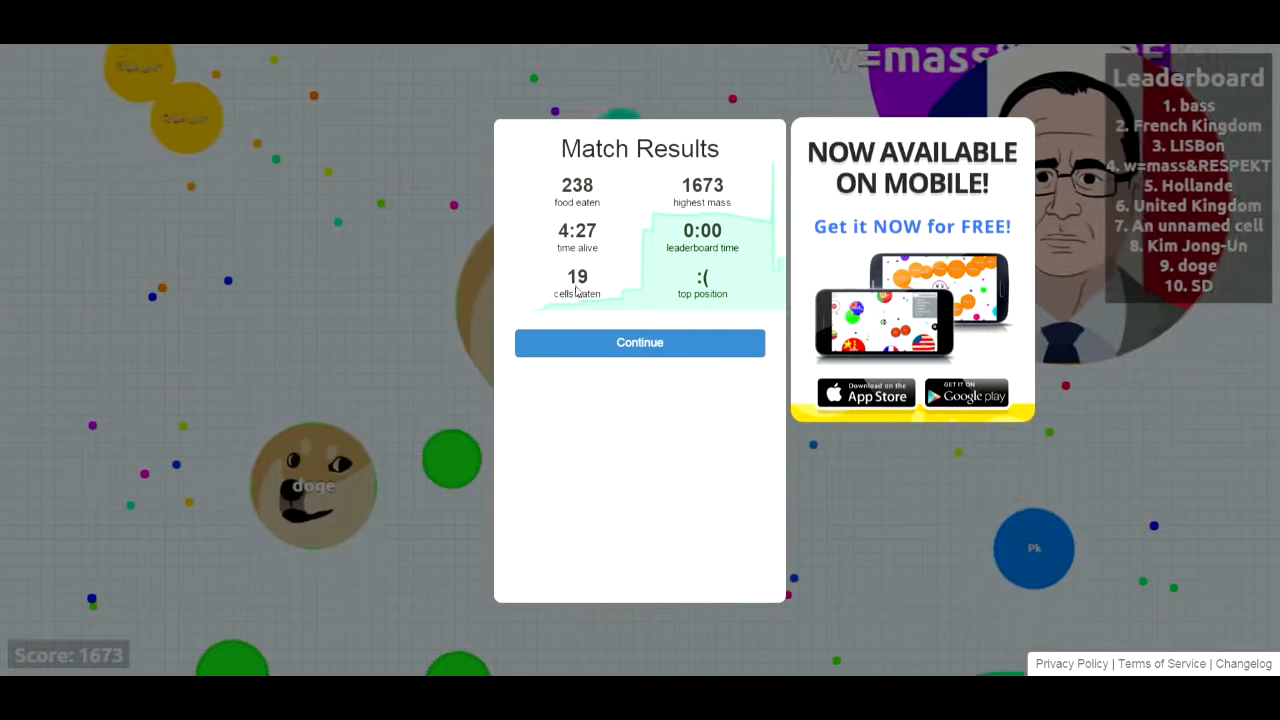 w=mass&
Leaderboard
1. bass
2. French Kingdom
3. LISBon
4. w=mass&RESPEKT
5. Hollande
6. United Kingdom
7. An unnamed cell
8. Kim Jong-Un
9. doge
10. SD
Match Results
238
food eaten
1673
highest mass
4:27
time alive
0:00
leaderboard time
19
cells eaten
:(
top position
Continue
NOW AVAILABLE
ON MOBILE!
Get it NOW for FREE!
Download on the
App Store
GET IT ON
Google play
doge
Pk
Score: 1673
Privacy Policy | Terms of Service | Changelog